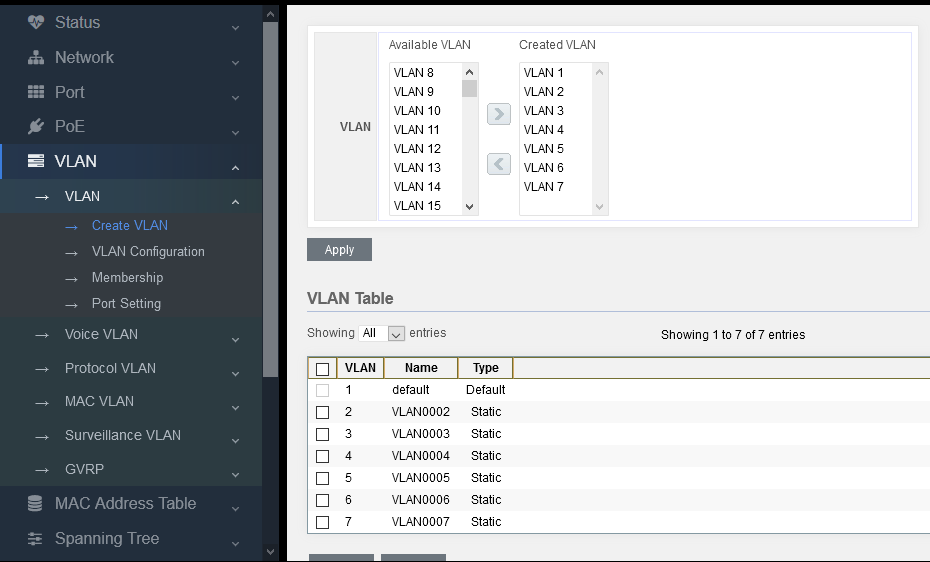 Status
Network
Port
PoE
VLAN
VLAN
Create VLAN
VLAN Configuration
Membership
Port Setting
Voice VLAN
Protocol VLAN
MAC VLAN
Surveillance VLAN
GVRP
MAC Address Table
Spanning Tree
VLAN
Available VLAN
VLAN 8
VLAN 9
VLAN 10
VLAN 11
VLAN 12
VLAN 13
VLAN 14
VLAN 15
Created VLAN
VLAN 1
VLAN 2
VLAN 3
VLAN 4
VLAN 5
VLAN 6
VLAN 7
Apply
VLAN Table
Showing All entries
Showing 1 to 7 of 7 entries
VLAN Name Type
1 default Default
2 VLAN0002 Static
3 VLAN0003 Static
4 VLAN0004 Static
5 VLAN0005 Static
6 VLAN0006 Static
7 VLAN0007 Static